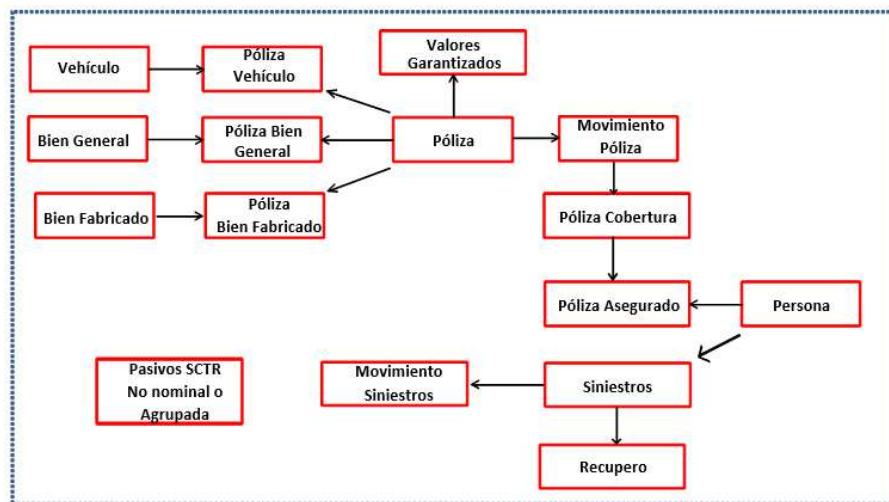 Vehículo
Póliza
Vehículo
Valores
Garantizados
Bien General
Póliza Bien
General
Póliza
Movimiento
Póliza
Bien Fabricado
Póliza
Bien Fabricado
Póliza Cobertura
Póliza Asegurado
Persona
Pasivos SCTR
No nominal o
Agrupada
Movimiento
Siniestros
Siniestros
Recupero